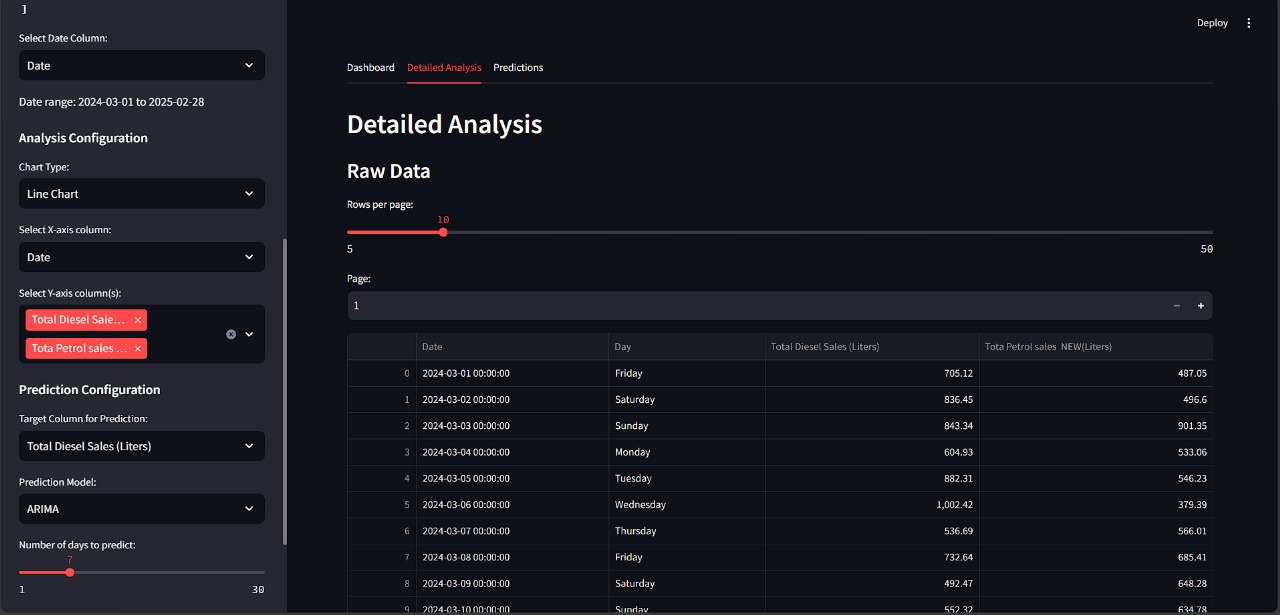 ]
Select Date Column:
Date
Date range: 2024-03-01 to 2025-02-28
Analysis Configuration
Chart Type:
Line Chart
Select X-axis column:
Date
Select Y-axis column(s):
Total Diesel Sale...
Tota Petrol sales ...
Prediction Configuration
Target Column for Prediction:
Total Diesel Sales (Liters)
Prediction Model:
ARIMA
Number of days to predict:
7
1 30
Deploy
Dashboard Detailed Analysis Predictions
Detailed Analysis
Raw Data
Rows per page:
10
5 50
Page:
1
Date Day Total Diesel Sales (Liters) Tota Petrol sales NEW(Liters)
0 2024-03-01 00:00:00 Friday 705.12 487.05
1 2024-03-02 00:00:00 Saturday 836.45 496.6
2 2024-03-03 00:00:00 Sunday 843.34 901.35
3 2024-03-04 00:00:00 Monday 604.93 533.06
4 2024-03-05 00:00:00 Tuesday 882.31 546.23
5 2024-03-06 00:00:00 Wednesday 1,002.42 379.39
6 2024-03-07 00:00:00 Thursday 536.69 566.01
7 2024-03-08 00:00:00 Friday 732.64 685.41
8 2024-03-09 00:00:00 Saturday 492.47 648.28
9 2024-03-10 00:00:00 Sunday 552.32 634.78